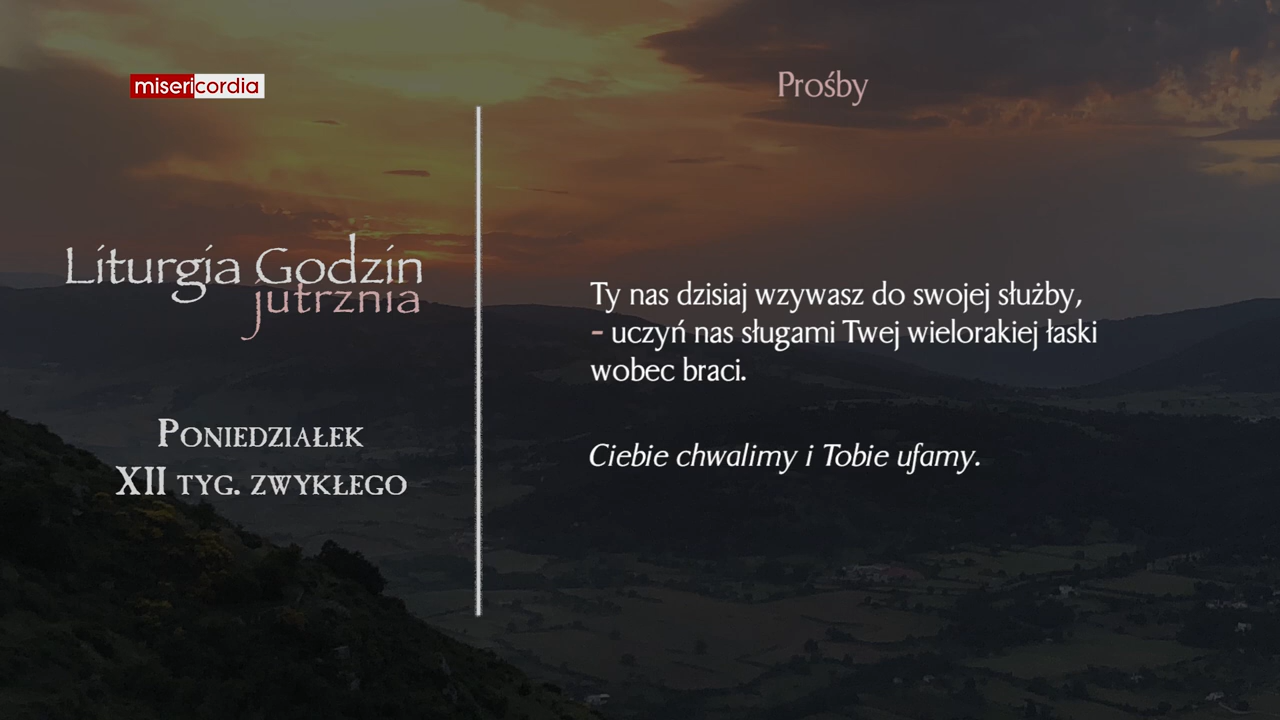 misericordia
Liturgia Godzin
jutrznia
Poniedziałek
XII tyg. zwykłego
Prośby
Ty nas dzisiaj wzywasz do swojej służby,
- uczyń nas sługami Twej wielorakiej łaski
wobec braci.
Ciebie chwalimy i Tobie ufamy.